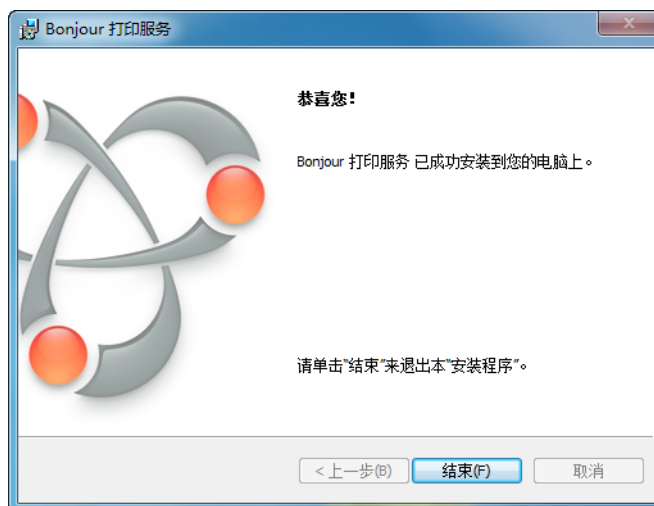 Bonjour 打印服务
恭喜您!
Bonjour 打印服务 已成功安装到您的电脑上。
请单击"结束"来退出本"安装程序"。
<上一步(B)
结束(F)
取消